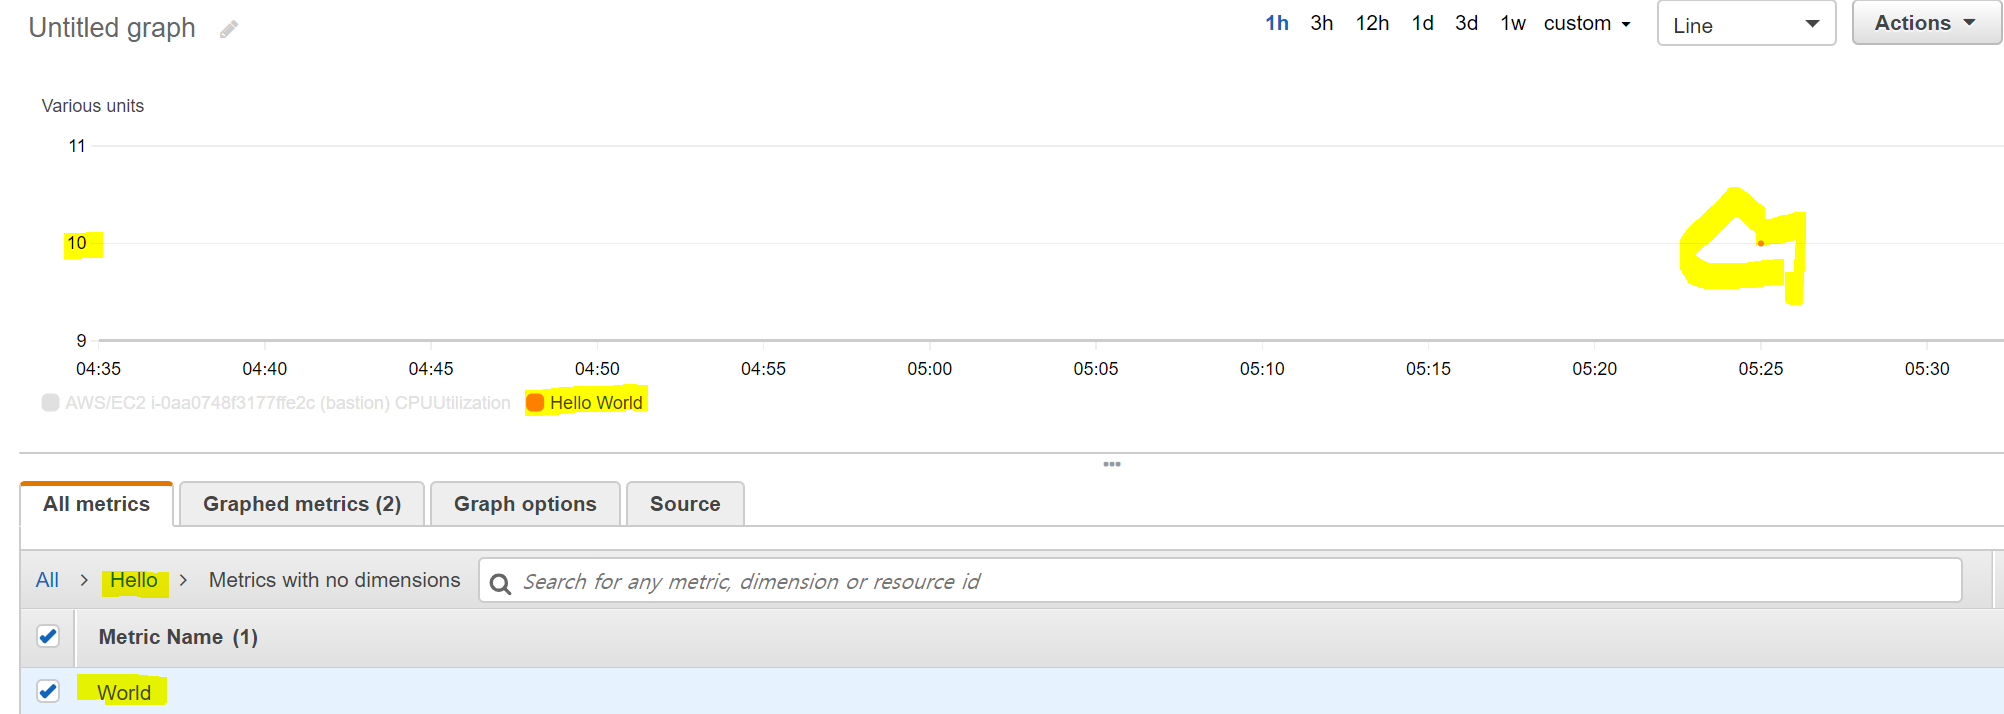 Untitled graph
1h 3h 12h 1d 3d 1w custom Line Actions
Various units
11
10
9
04:35 04:40 04:45 04:50 04:55 05:00 05:05 05:10 05:15 05:20 05:25 05:30
AWS/EC2 i-0aa0748f3177ffe2c (bastion) CPUUtilization Hello World
All metrics Graphed metrics (2) Graph options Source
All > Hello > Metrics with no dimensions Search for any metric, dimension or resource id
Metric Name (1)
World